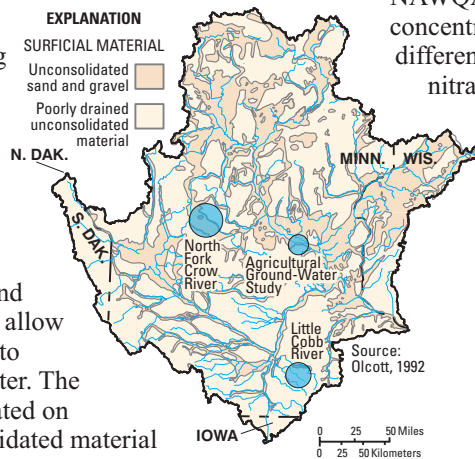 EXPLANATION
SURFICIAL MATERIAL
Unconsolidated
sand and gravel
Poorly drained
unconsolidated
material
N. DAK.
S. DAK.
MINN.
WIS.
North
Fork
Crow
River
Agricultural
Ground-Water
Study
Little
Cobb
River
Source:
Olcott, 1992
IOWA
0 25 50 Miles
0 25 50 Kilometers
NAWQA
concentr
different
nitra
g
nd
allow
to
ter. The
ated on
idated material